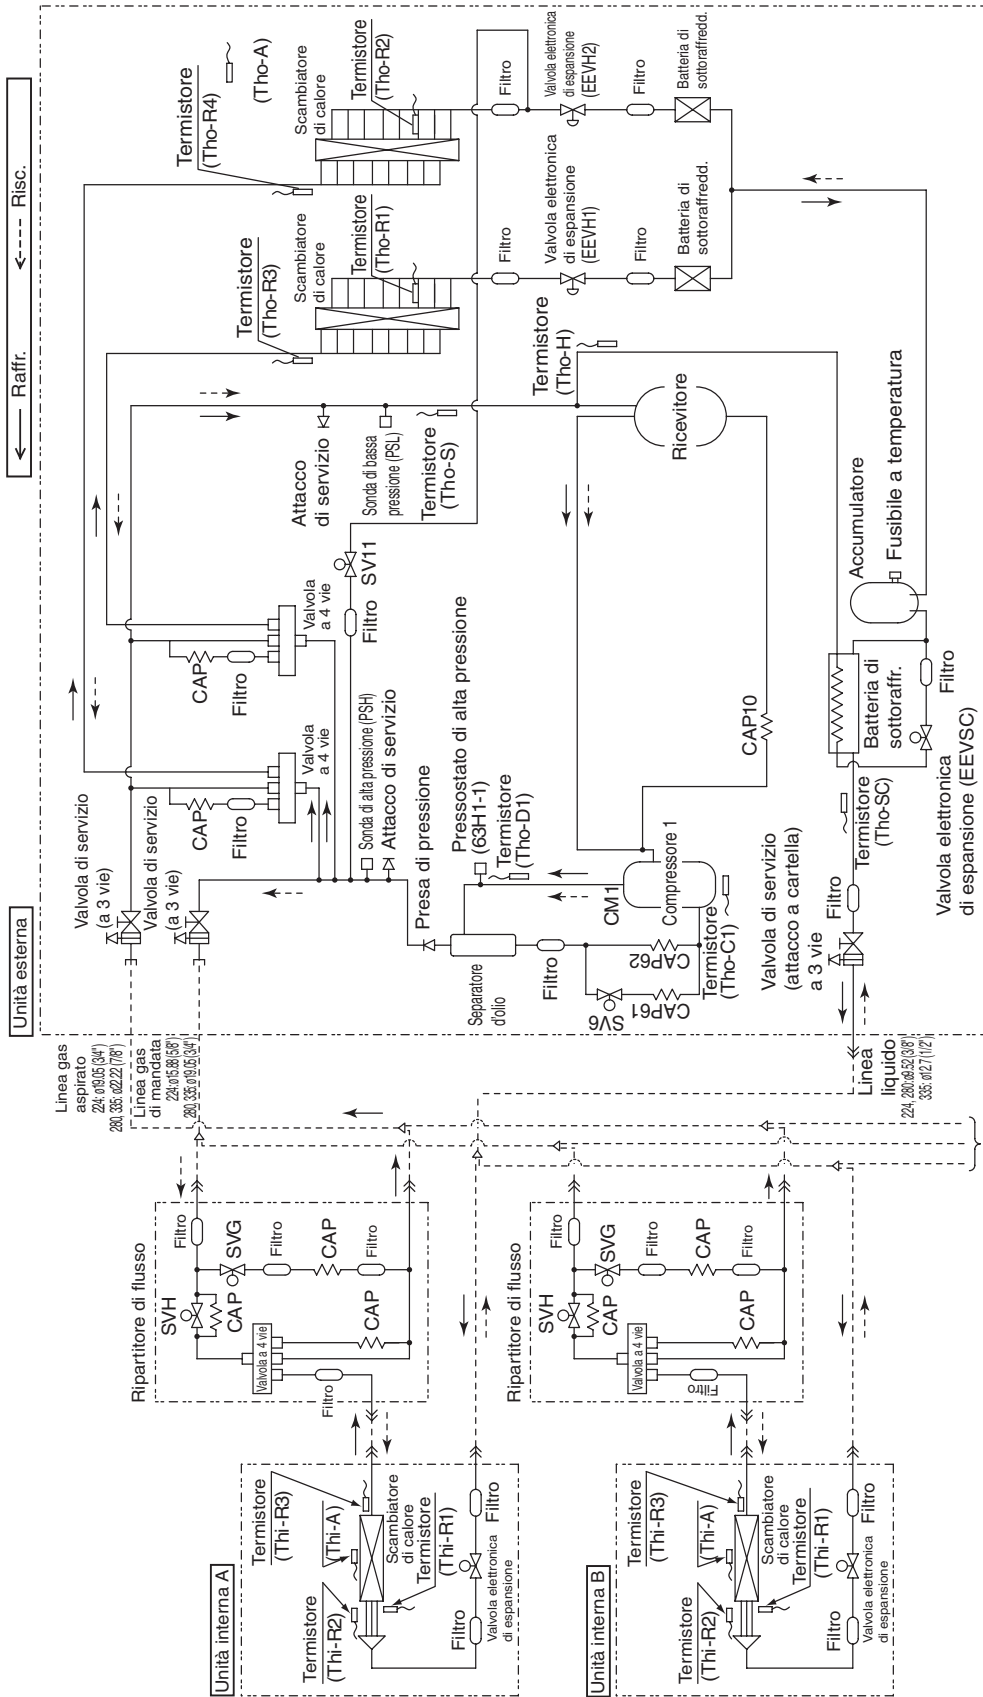 Raffr.
Risc.
Unità esterna
Termistore
(Tho-R4)
(Tho-A)
Scambiatore
di calore
Termistore
(Tho-R2)
Filtro
Valvola elettronica
di espansione
(EEVH2)
Filtro
Batteria di
sottoraffredd.
Termistore
(Tho-R3)
Scambiatore
di calore
Termistore
(Tho-R1)
Filtro
Valvola elettronica
di espansione
(EEVH1)
Filtro
Batteria di
sottoraffredd.
Attacco
di servizio
Sonda di bassa
pressione (PSL)
Termistore
(Tho-S)
Termistore
(Tho-H)
Ricevitore
SV11
Filtro
Valvola
a 4 vie
CAP
Filtro
Valvola
a 4 vie
CAP
Filtro
Valvola di servizio
(a 3 vie)
Valvola di servizio
(a 3 vie)
Sonda di alta pressione (PSH)
Attacco di servizio
Presa di pressione
Pressostato di alta pressione
(63H1-1)
Termistore
(Tho-D1)
CAP10
Accumulatore
Fusibile a temperatura
Batteria di
sottoraffr.
Filtro
Valvola elettronica
di espansione (EEVSC)
Termistore
(Tho-SC)
Filtro
Valvola di servizio
(attacco a cartella)
a 3 vie
CM1
Compressore 1
Termistore
(Tho-C1)
Separatore
d'olio
Filtro
CAP62
SV6
CAP61
Linea gas
aspirato
224: ø19.05 (3/4")
280, 335: ø22.22 (7/8")
Linea gas
di mandata
224: ø15.88 (5/8")
280, 335: ø19.05 (3/4")
Linea
liquido
224, 280: ø9.52 (3/8")
335: ø12.7 (1/2")
Ripartitore di flusso
Filtro
SVG
Filtro
CAP
Filtro
SVH
CAP
Valvola a 4 vie
CAP
Filtro
Ripartitore di flusso
Filtro
SVG
Filtro
CAP
Filtro
SVH
CAP
Valvola a 4 vie
CAP
Filtro
Unità interna A
Termistore
(Thi-R3)
(Thi-A)
Scambiatore
di calore
Termistore
(Thi-R1)
Termistore
(Thi-R2)
Filtro
Valvola elettronica
di espansione
Filtro
Unità interna B
Termistore
(Thi-R3)
(Thi-A)
Scambiatore
di calore
Termistore
(Thi-R1)
Termistore
(Thi-R2)
Filtro
Valvola elettronica
di espansione
Filtro